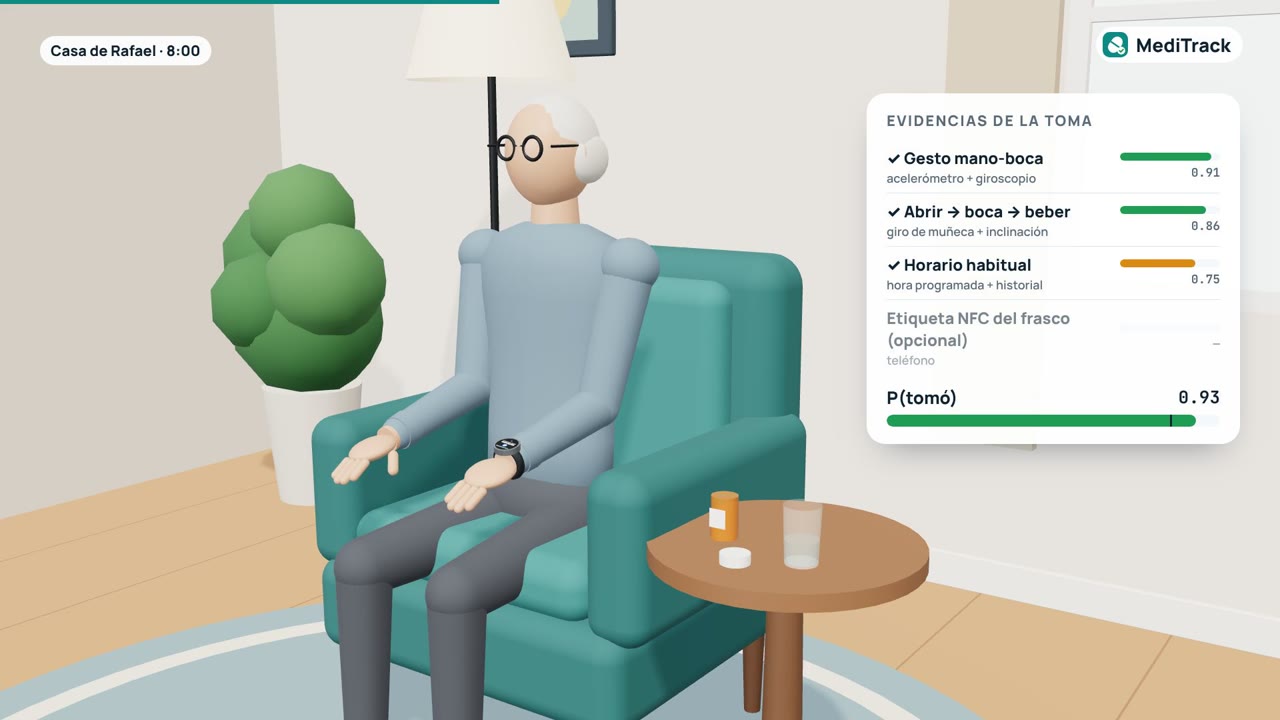 Casa de Rafael · 8:00
MediTrack
EVIDENCIAS DE LA TOMA
✓ Gesto mano-boca
0.91
acelerómetro + giroscopio
✓ Abrir → boca → beber
0.86
giro de muñeca + inclinación
✓ Horario habitual
0.75
hora programada + historial
Etiqueta NFC del frasco
(opcional)
–
teléfono
P(tomó) 0.93